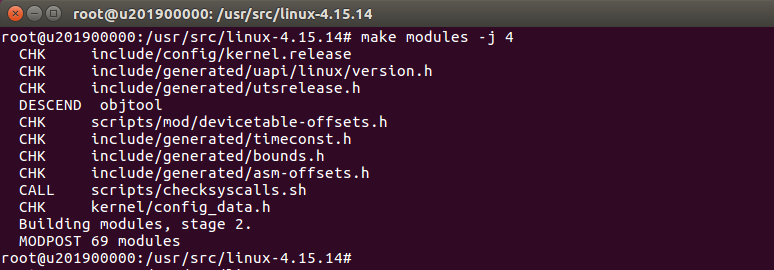 root@u201900000: /usr/src/linux-4.15.14
root@u201900000:/usr/src/linux-4.15.14# make modules -j 4
CHK include/config/kernel.release
CHK include/generated/uapi/linux/version.h
CHK include/generated/utsrelease.h
DESCEND objtool
CHK scripts/mod/devicetable-offsets.h
CHK include/generated/timeconst.h
CHK include/generated/bounds.h
CHK include/generated/asm-offsets.h
CALL scripts/checksyscalls.sh
CHK kernel/config_data.h
Building modules, stage 2.
MODPOST 69 modules
root@u201900000:/usr/src/linux-4.15.14#